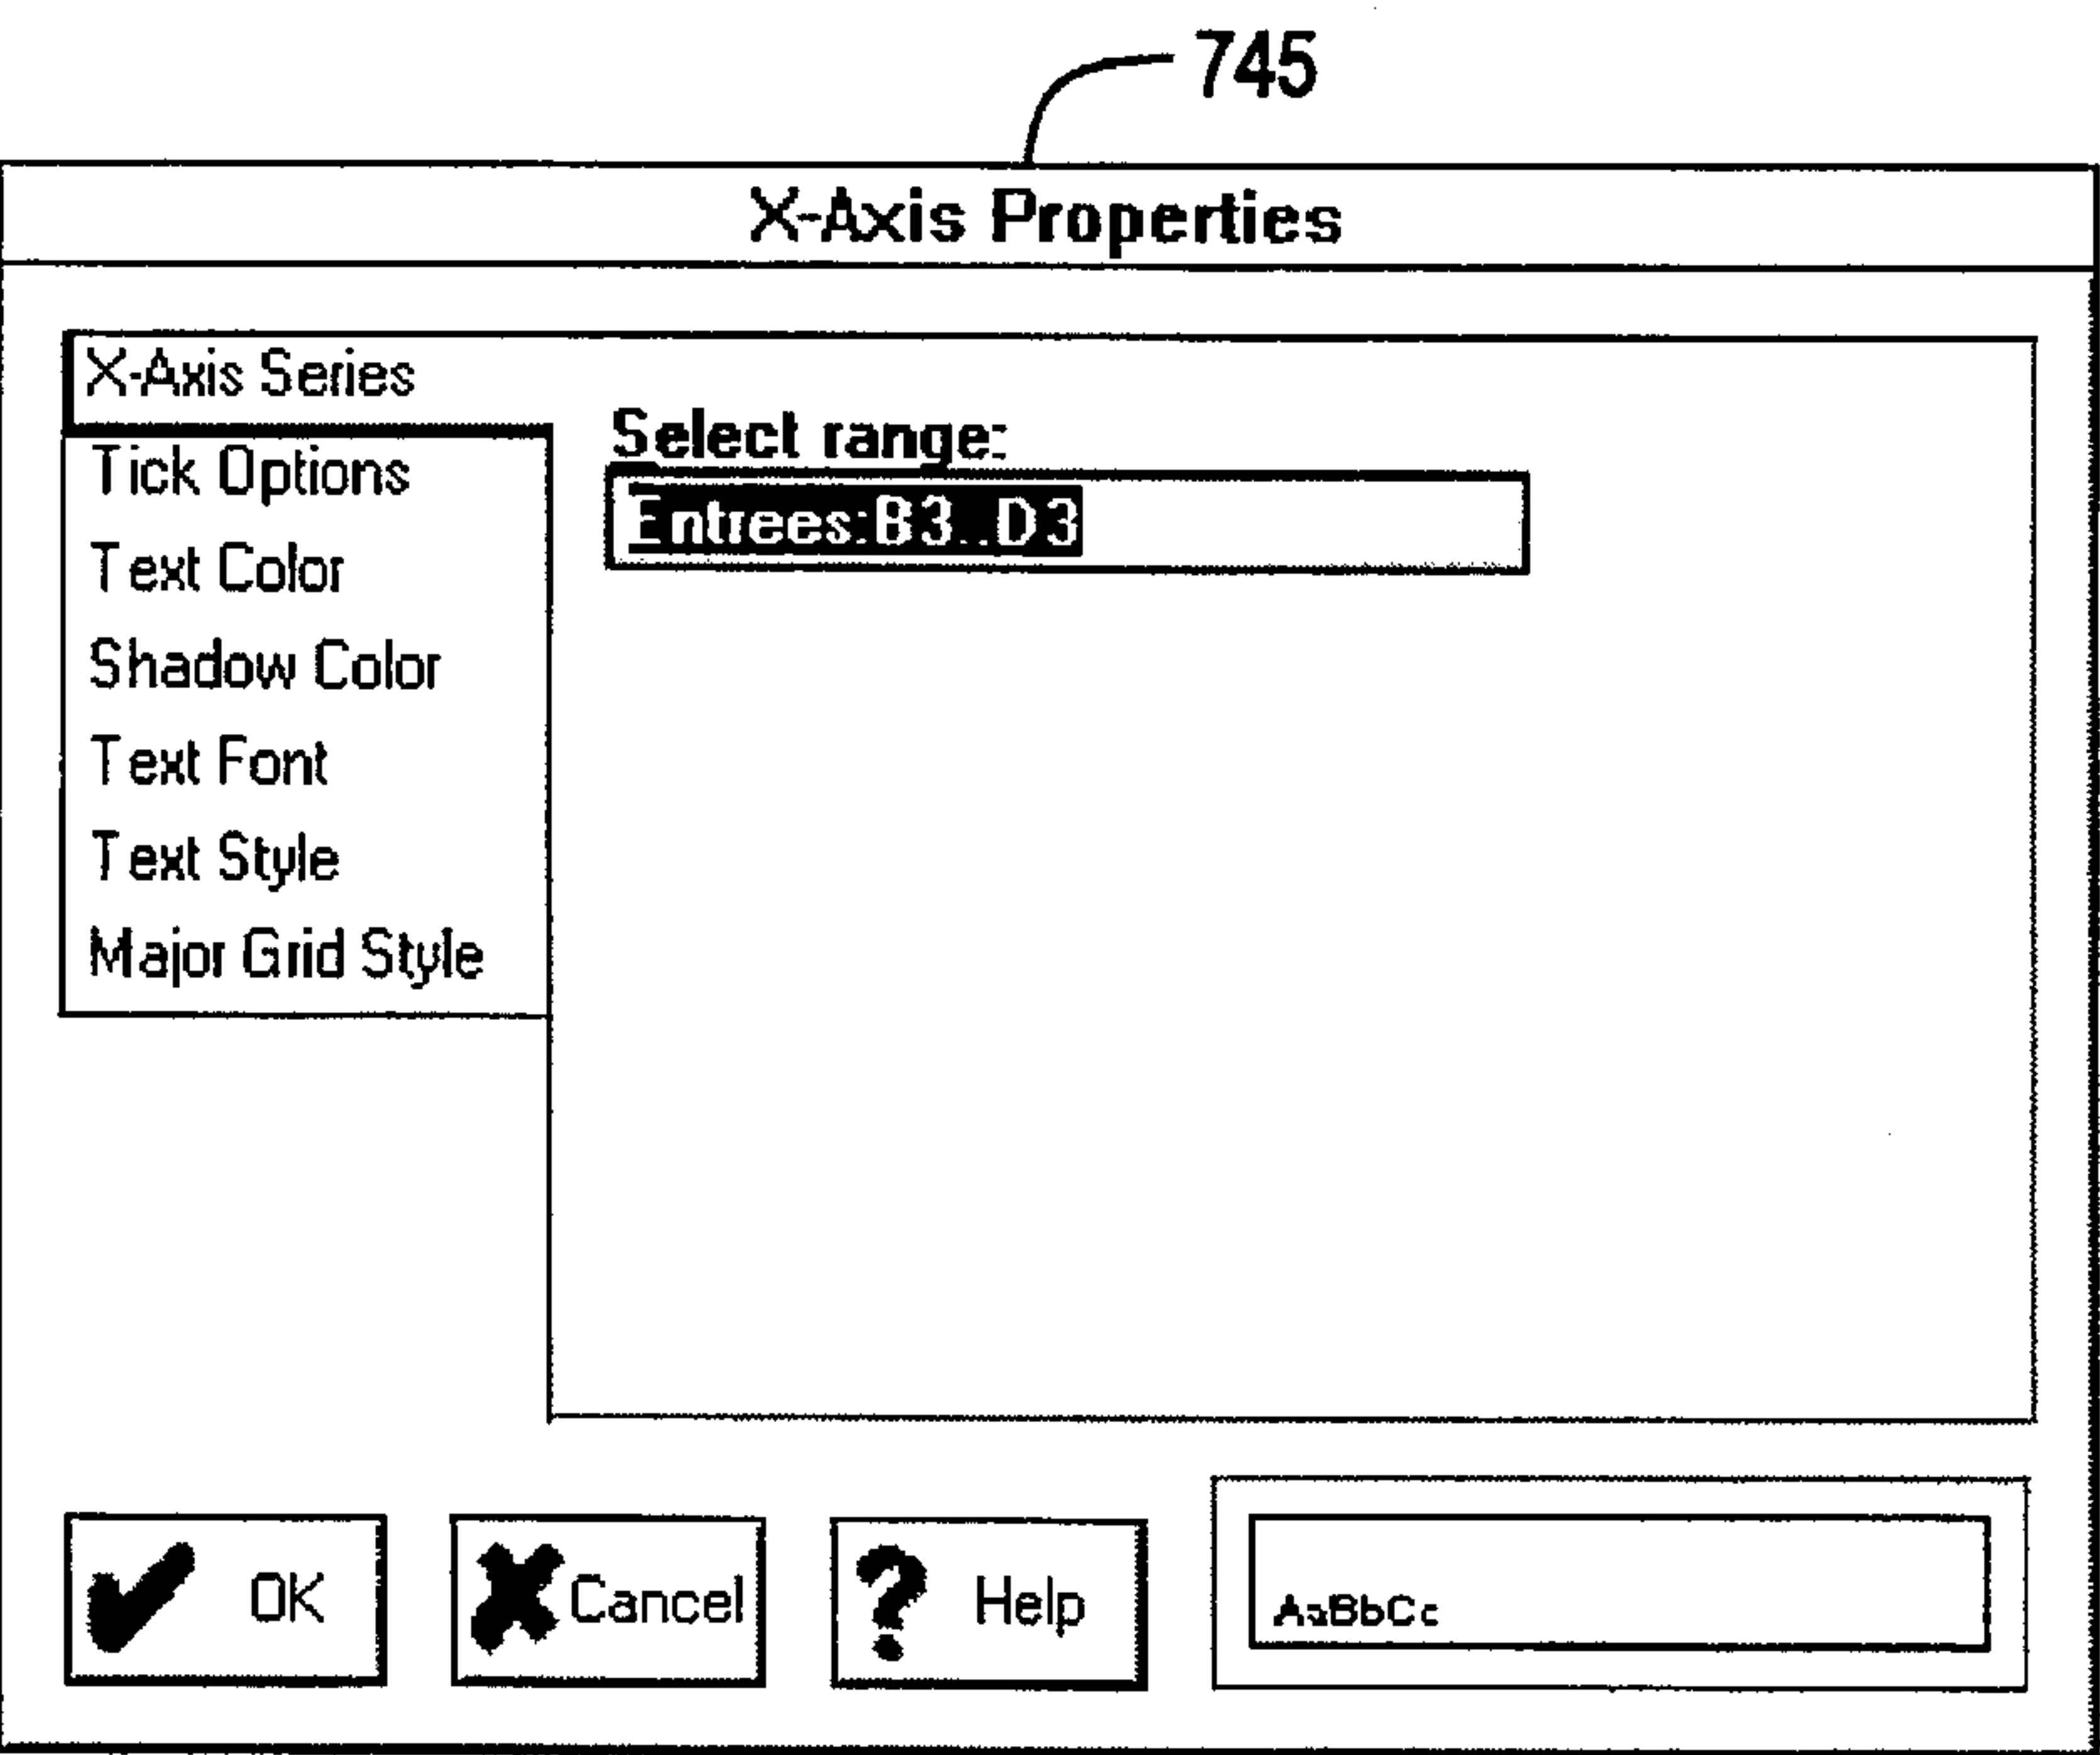 745
X-Axis Properties
X-Axis Series
Tick Options
Text Color
Shadow Color
Text Font
Text Style
Major Grid Style
Select range:
Entrees:B3..D3
OK
Cancel
Help
AaBbCc